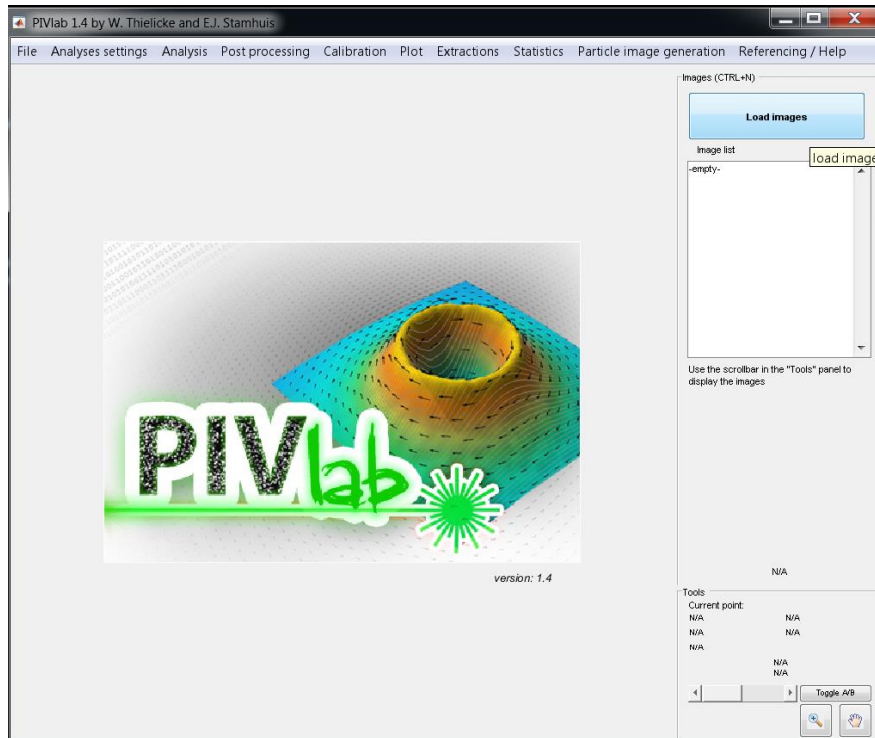 PIVlab 1.4 by W. Thielicke and E.J. Stamhuis
File Analyses settings Analysis Post processing Calibration Plot Extractions Statistics Particle image generation Referencing / Help
Images (CTRL+N)
Load images
Image list
load image
-empty-
Use the scrollbar in the "Tools" panel to
display the images
PIVlab
version: 1.4
N/A
Tools
Current point:
N/A N/A
N/A N/A
N/A
N/A
N/A
Toggle A/B